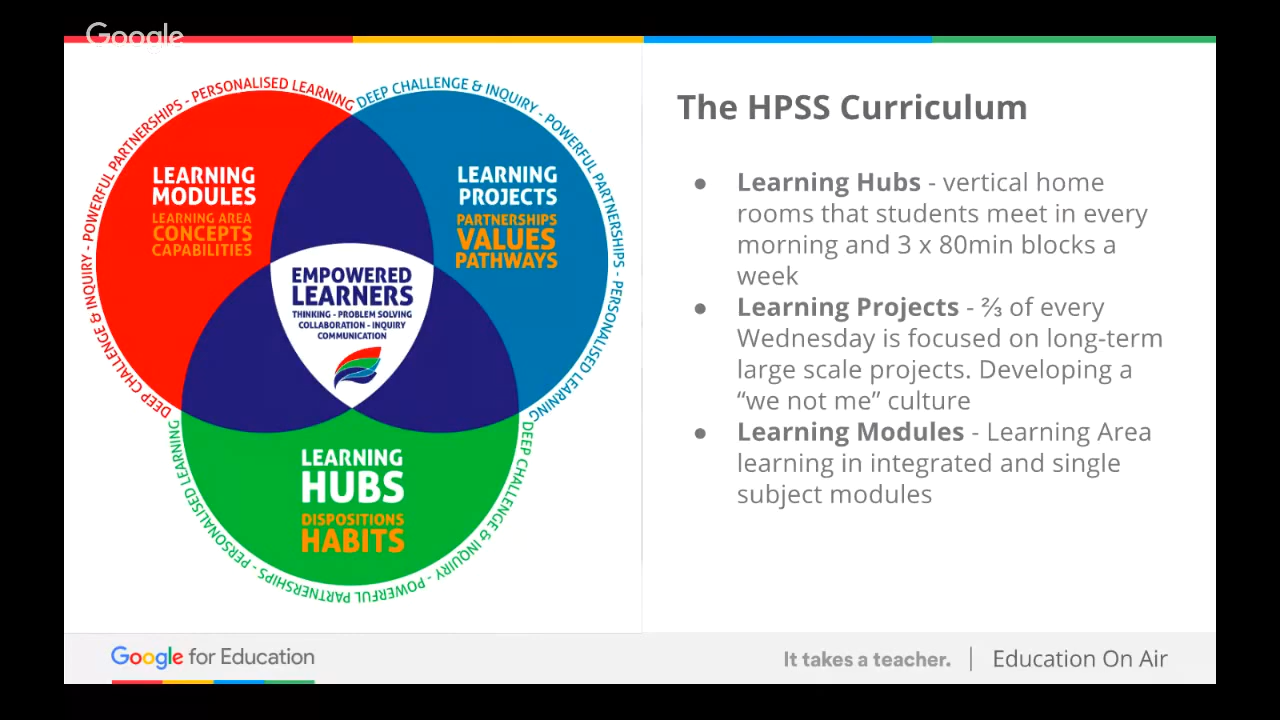 Google
DEEP CHALLENGE & INQUIRY - POWERFUL PARTNERSHIPS - PERSONALISED LEARNING
DEEP CHALLENGE & INQUIRY - POWERFUL PARTNERSHIPS - PERSONALISED LEARNING
LEARNING
MODULES
LEARNING AREA
CONCEPTS
CAPABILITIES
LEARNING
PROJECTS
PARTNERSHIPS
VALUES
PATHWAYS
EMPOWERED
LEARNERS
THINKING - PROBLEM SOLVING
COLLABORATION - INQUIRY
COMMUNICATION
LEARNING
HUBS
DISPOSITIONS
HABITS
DEEP CHALLENGE & INQUIRY - POWERFUL PARTNERSHIPS - PERSONALISED LEARNING
The HPSS Curriculum
● Learning Hubs - vertical home
rooms that students meet in every
morning and 3 x 80min blocks a
week
● Learning Projects - ⅔ of every
Wednesday is focused on long-term
large scale projects. Developing a
“we not me” culture
● Learning Modules - Learning Area
learning in integrated and single
subject modules
Google for Education
It takes a teacher. | Education On Air